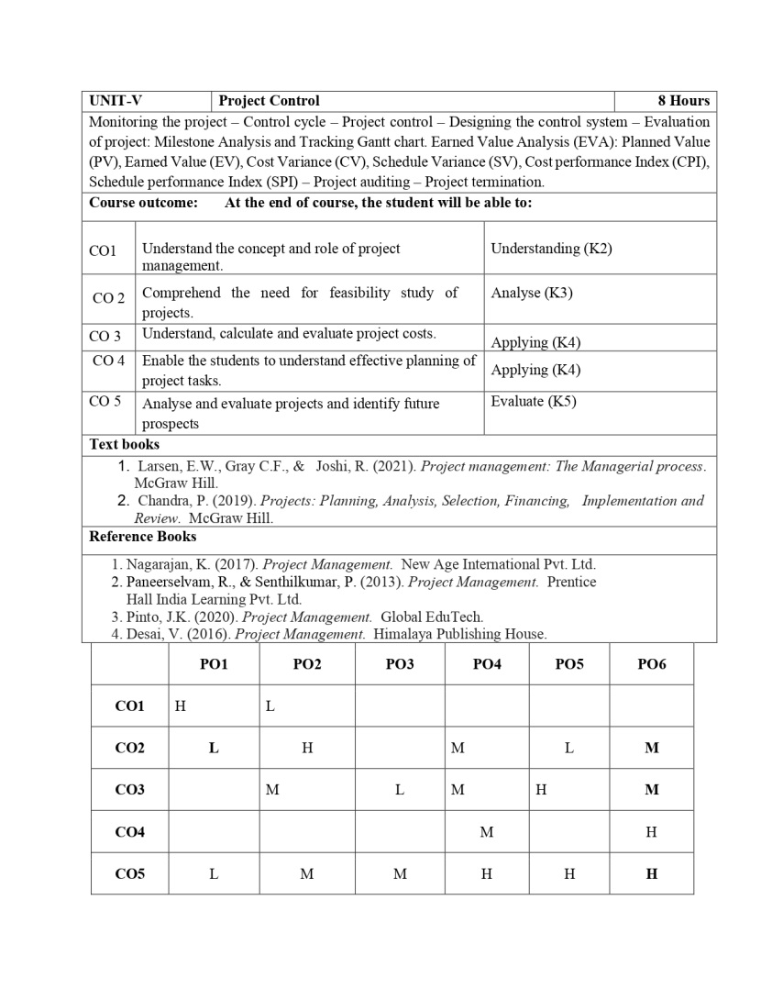 UNIT-V Project Control 8 Hours
Monitoring the project – Control cycle – Project control – Designing the control system – Evaluation
of project: Milestone Analysis and Tracking Gantt chart. Earned Value Analysis (EVA): Planned Value
(PV), Earned Value (EV), Cost Variance (CV), Schedule Variance (SV), Cost performance Index (CPI),
Schedule performance Index (SPI) – Project auditing – Project termination.
Course outcome: At the end of course, the student will be able to:
CO1 Understand the concept and role of project Understanding (K2)
management.
CO 2 Comprehend the need for feasibility study of Analyse (K3)
projects.
CO 3 Understand, calculate and evaluate project costs. Applying (K4)
CO 4 Enable the students to understand effective planning of Applying (K4)
project tasks.
CO 5 Analyse and evaluate projects and identify future Evaluate (K5)
prospects
Text books
1. Larsen, E.W., Gray C.F., & Joshi, R. (2021). Project management: The Managerial process.
McGraw Hill.
2. Chandra, P. (2019). Projects: Planning, Analysis, Selection, Financing, Implementation and
Review. McGraw Hill.
Reference Books
1. Nagarajan, K. (2017). Project Management. New Age International Pvt. Ltd.
2. Paneerselvam, R., & Senthilkumar, P. (2013). Project Management. Prentice
Hall India Learning Pvt. Ltd.
3. Pinto, J.K. (2020). Project Management. Global EduTech.
4. Desai, V. (2016). Project Management. Himalaya Publishing House.
PO1 PO2 PO3 PO4 PO5 PO6
CO1 H L
CO2 L H M L M
CO3 M L M H M
CO4 M H
CO5 L M M H H H